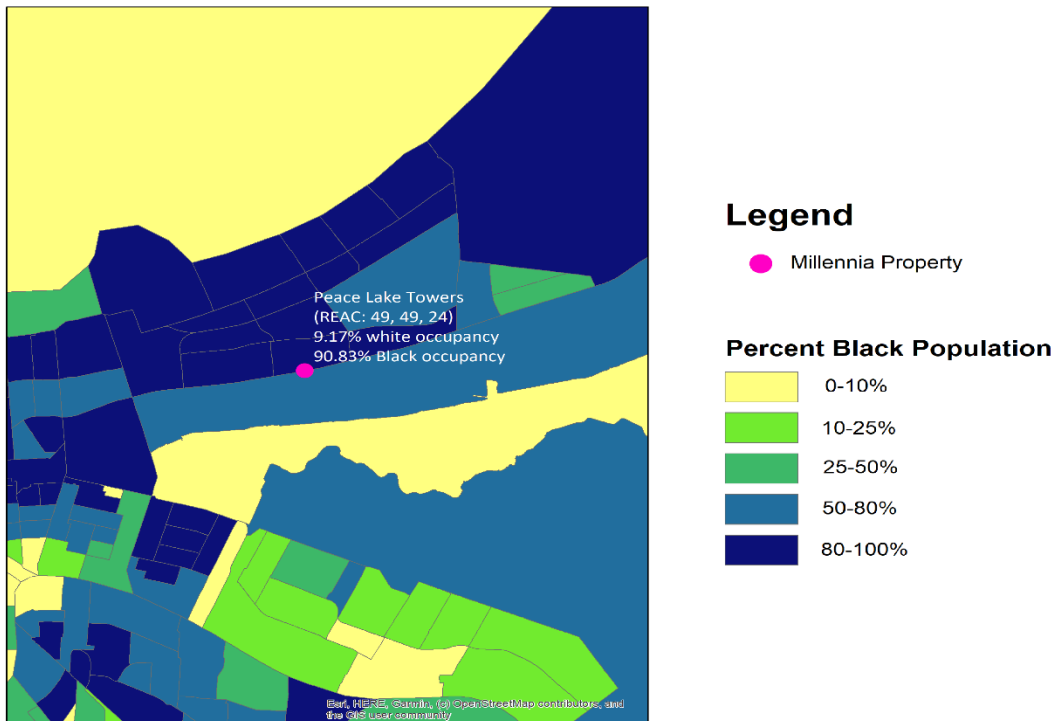 Peace Lake Towers
(REAC: 49, 49, 24)
9.17% white occupancy
90.83% Black occupancy
Esri, HERE, Garmin, (c) OpenStreetMap contributors, and
the GIS user community
Legend
Millennia Property
Percent Black Population
0-10%
10-25%
25-50%
50-80%
80-100%